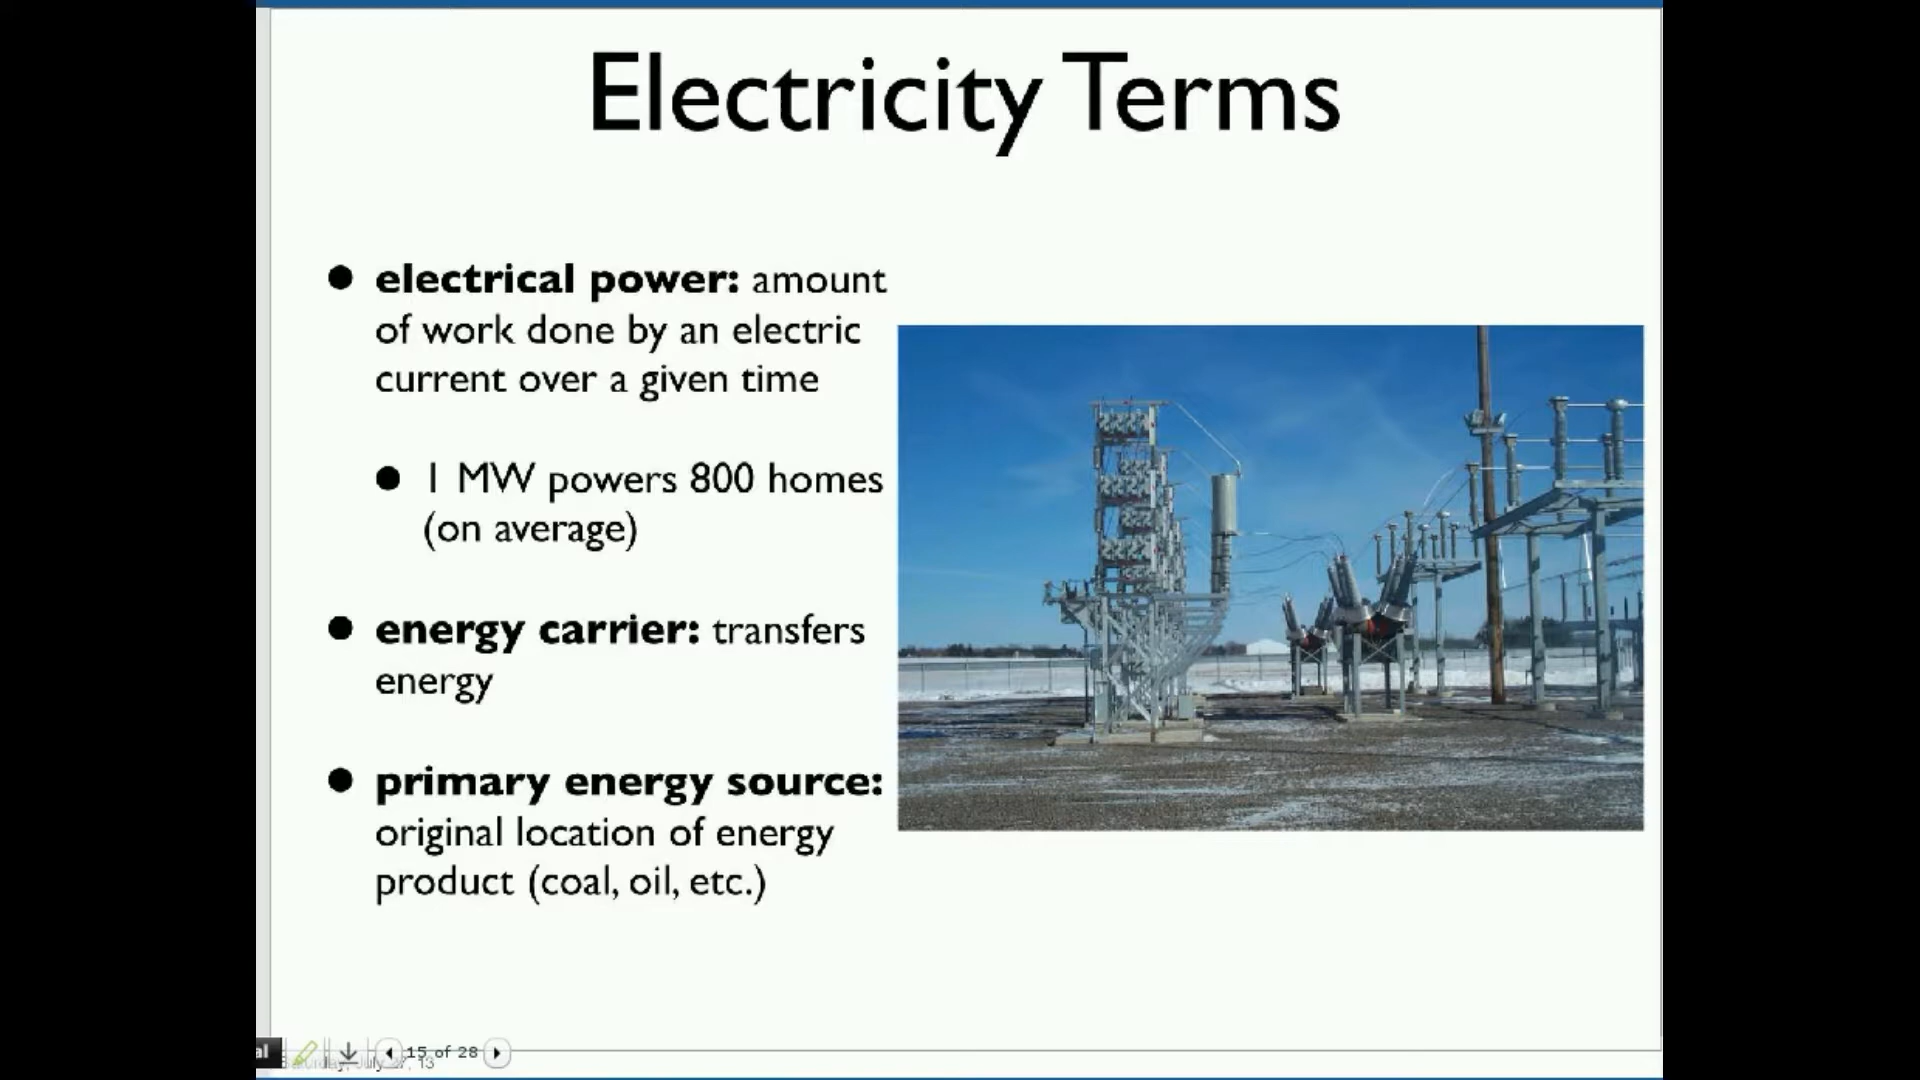 Electricity Terms
electrical power: amount
of work done by an electric
current over a given time
1 MW powers 800 homes
(on average)
energy carrier: transfers
energy
primary energy source:
original location of energy
product (coal, oil, etc.)
al
15 of 28